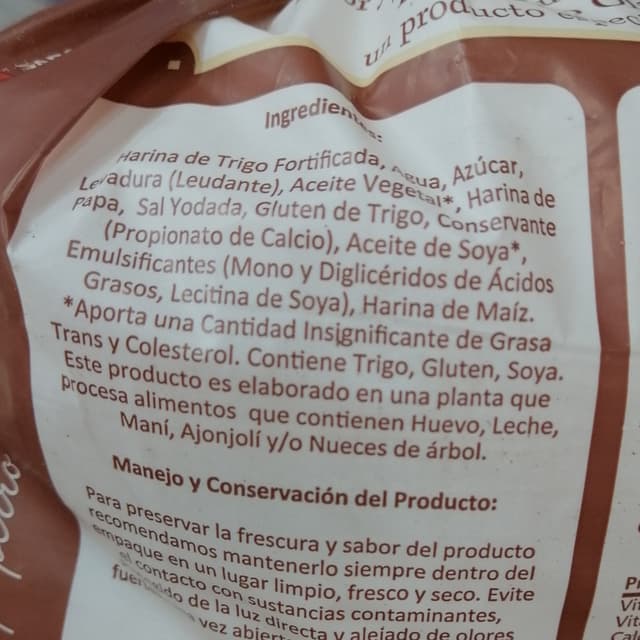 un producto es
Ingredientes:
Harina de Trigo Fortificada, Agua, Azúcar,
Levadura (Leudante), Aceite Vegetal*, Harina de
Papa, Sal Yodada, Gluten de Trigo, Conservante
(Propionato de Calcio), Aceite de Soya*,
Emulsificantes (Mono y Diglicéridos de Ácidos
Grasos, Lecitina de Soya), Harina de Maíz.
*Aporta una Cantidad Insignificante de Grasa
Trans y Colesterol. Contiene Trigo, Gluten, Soya.
Este producto es elaborado en una planta que
procesa alimentos que contienen Huevo, Leche,
Maní, Ajonjolí y/o Nueces de árbol.
Manejo y Conservación del Producto:
Para preservar la frescura y sabor del producto
recomendamos mantenerlo siempre dentro del
empaque en un lugar limpio, fresco y seco. Evite
el contacto con sustancias contaminantes,
de la luz directa y alejado de olores
vez
perro